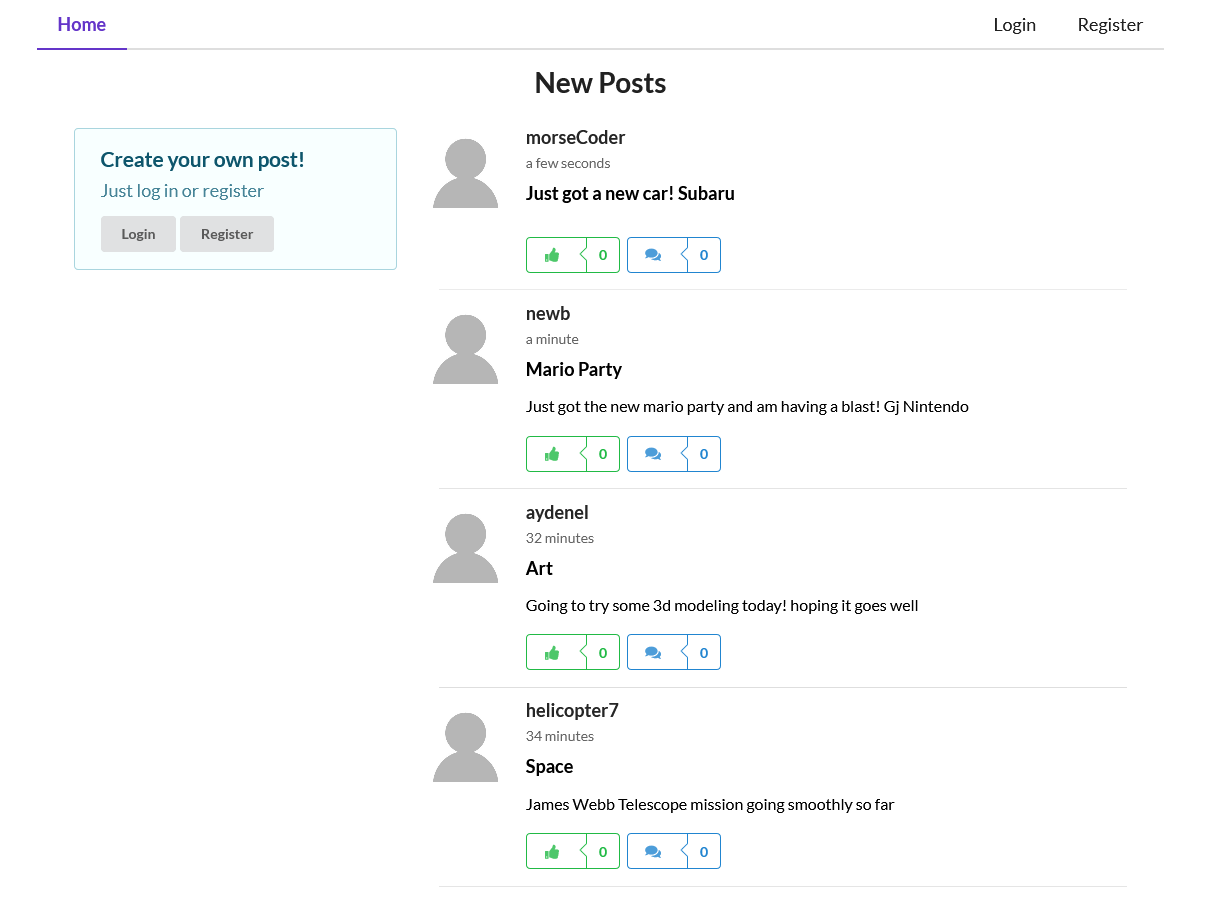 Home
Login
Register
New Posts
Create your own post!
Just log in or register
Login
Register
morseCoder
a few seconds
Just got a new car! Subaru
0
0
newb
a minute
Mario Party
Just got the new mario party and am having a blast! Gj Nintendo
0
0
aydenel
32 minutes
Art
Going to try some 3d modeling today! hoping it goes well
0
0
helicopter7
34 minutes
Space
James Webb Telescope mission going smoothly so far
0
0